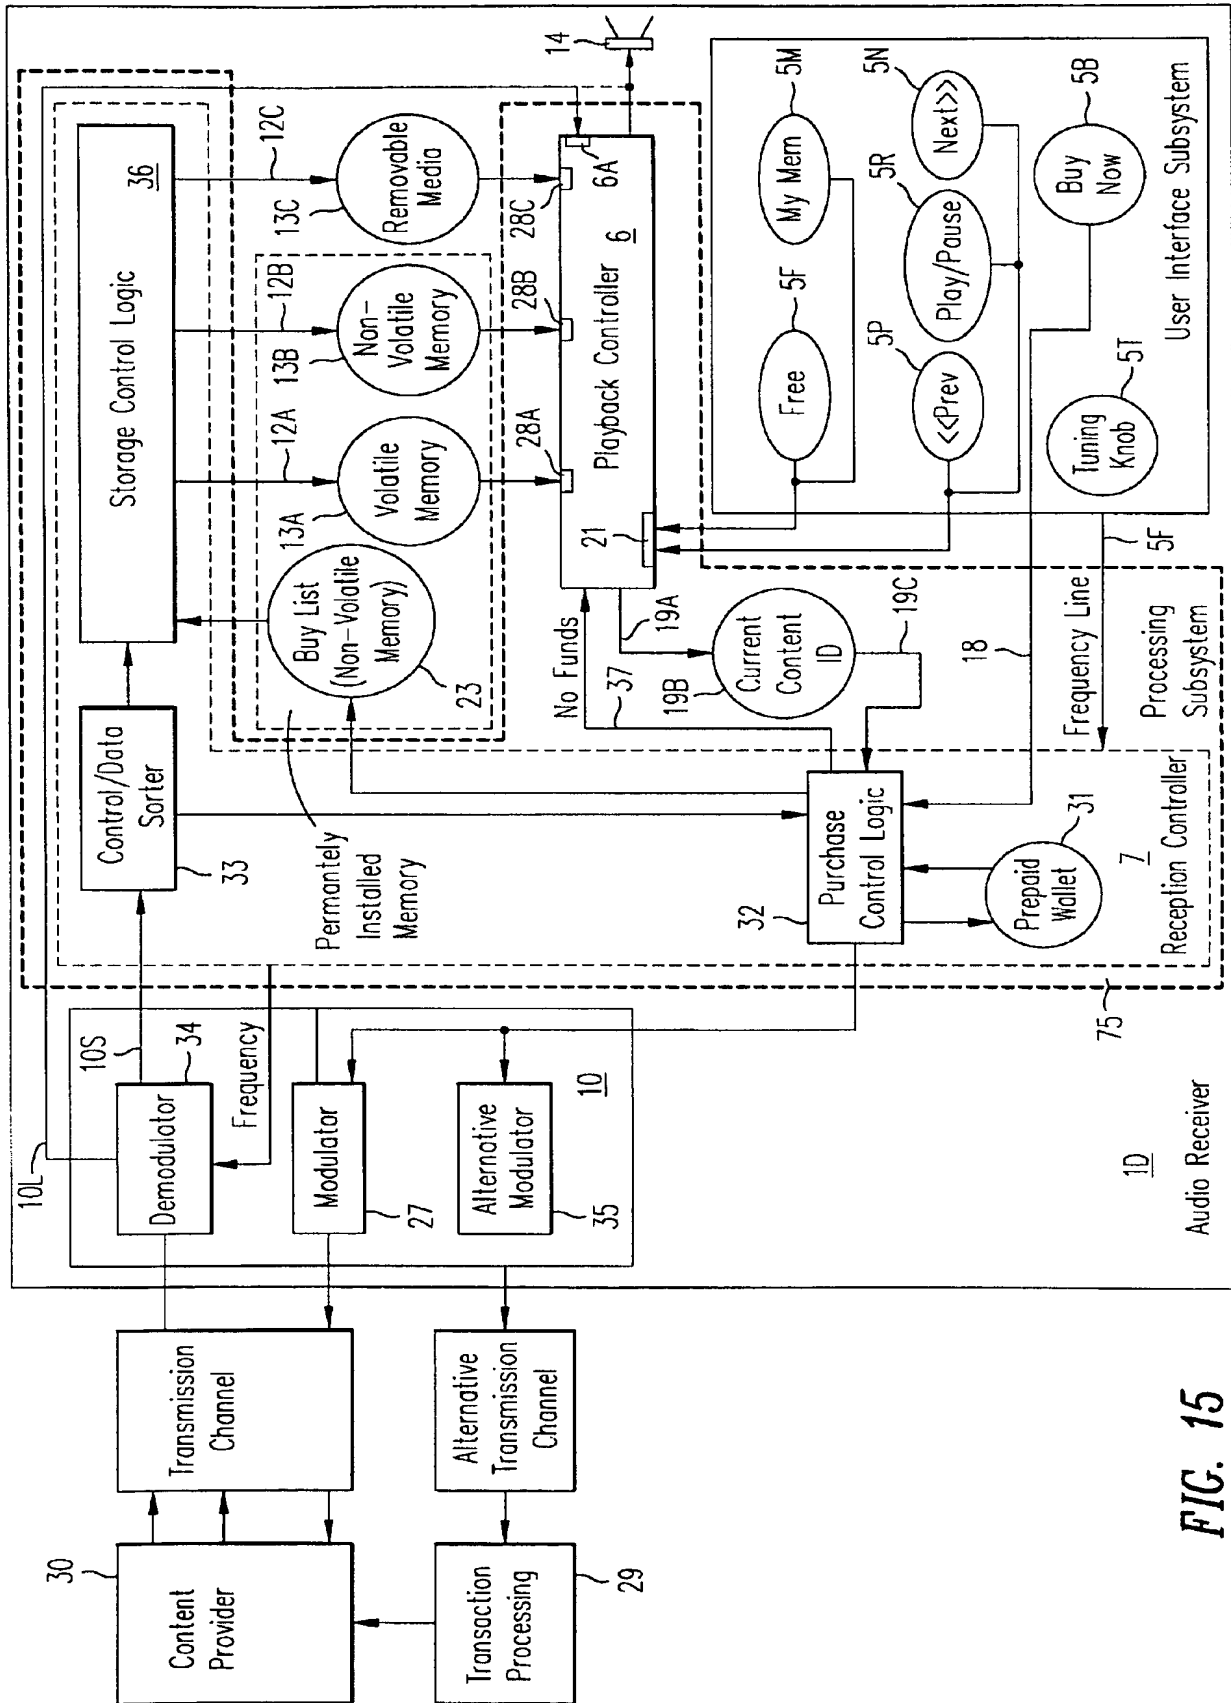 30
Content
Provider
Transmission
Channel
Transaction
Processing
29
Alternative
Transmission
Channel
10L
Demodulator
34
10S
Frequency
Modulator
27
Alternative
Modulator
35
10
1D
Audio Receiver
Control/Data
Sorter
33
Storage Control Logic
36
Permantely
Installed
Memory
Buy List
(Non-Volatile
Memory)
23
12A
13A
Volatile
Memory
12B
13B
Non-
Volatile
Memory
12C
13C
Removable
Media
28A
28B
28C
6A
14
Playback Controller
6
21
No Funds
37
19A
19B
Current
Content
ID
19C
32
Purchase
Control Logic
31
Prepaid
Wallet
7
Reception Controller
75
Processing
Subsystem
18
Frequency Line
5F
Free
5F
My Mem
5M
<<Prev
5P
Play/Pause
5R
Next>>
5N
Tuning
Knob
5T
Buy
Now
5B
User Interface Subsystem
FIG. 15